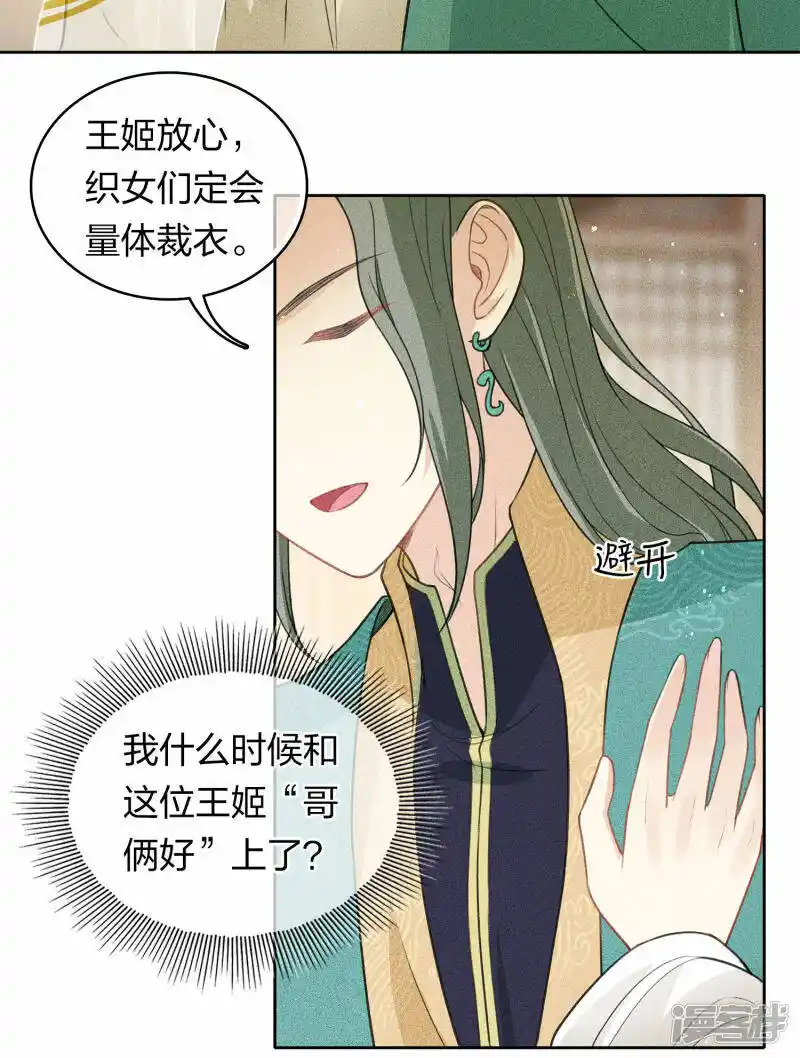 王姬放心，
织女们定会
量体裁衣。
避开
我什么时候和
这位王姬“哥
俩好”上了？
漫客栈